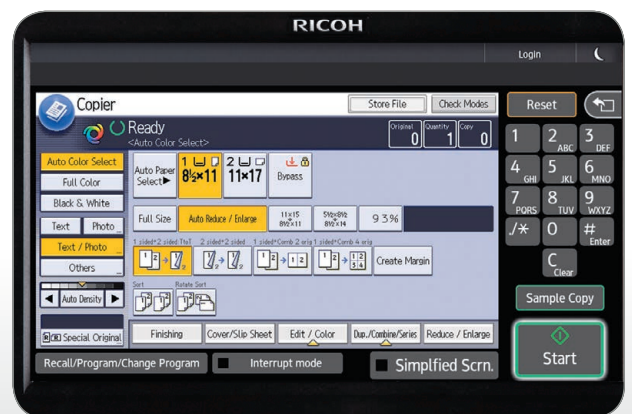 RICOH
Login
Copier
Store File
Check Modes
Reset
Ready
<Auto Color Select>
Original
0
Quantity
1
Copy
0
1
2 ABC
3 DEF
Auto Color Select
Full Color
Black & White
Text
Photo
Text / Photo
Others
Auto Density
Special Original
Auto Paper
Select▶
1
8½×11
2
11×17
Bypass
4 GHI
5 JKL
6 MNO
Full Size
Auto Reduce / Enlarge
11×15
8½×11
5½×8½
8½×14
93%
7 PQRS
8 TUV
9 WXYZ
./*
0
#
Enter
1 sided→2 sided TtoT
2 sided→2 sided
1 sided→Comb 2 orig
1 sided→Comb 4 orig
Create Margin
C
Clear
Sort
Rotate Sort
Sample Copy
Finishing
Cover/Slip Sheet
Edit / Color
Dup./Combine/Series
Reduce / Enlarge
Start
Recall/Program/Change Program
Interrupt mode
Simplfied Scrn.